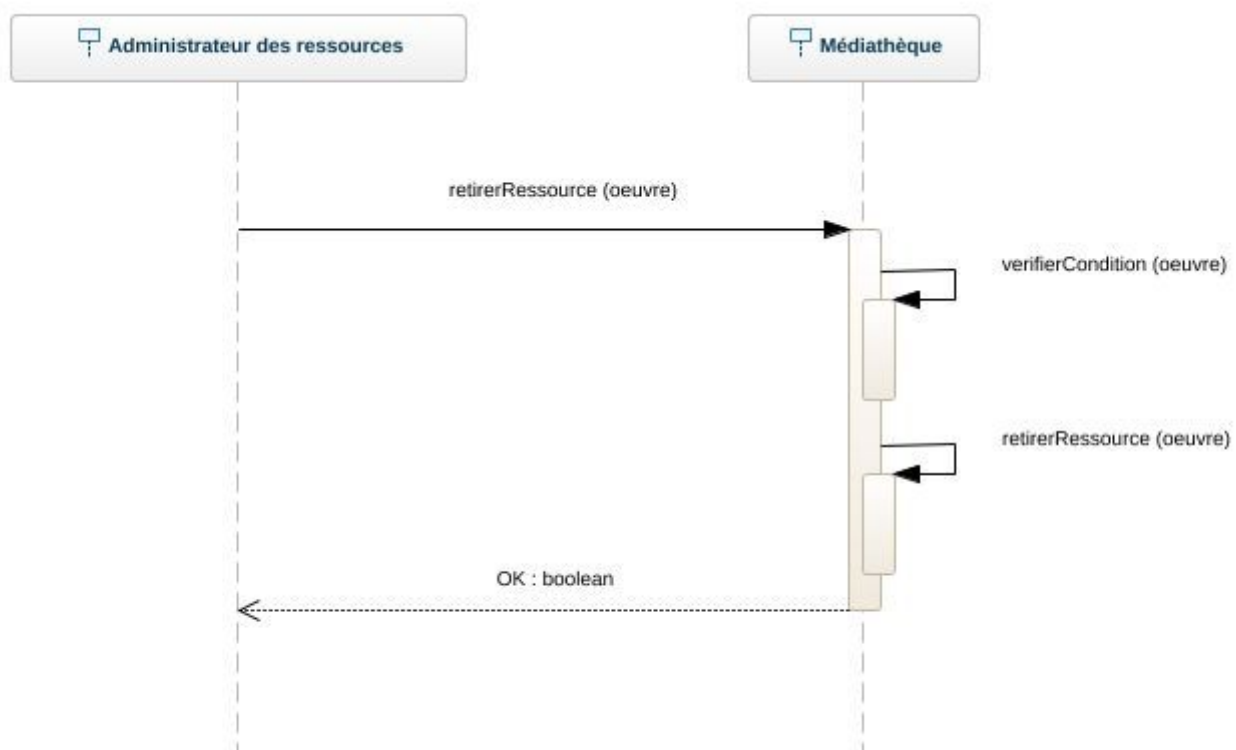 Administrateur des ressources
Médiathèque
retirerRessource (oeuvre)
verifierCondition (oeuvre)
retirerRessource (oeuvre)
OK : boolean